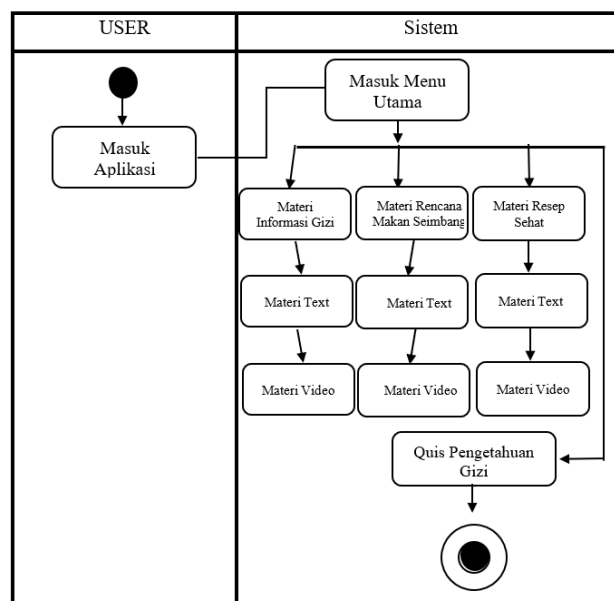 USER
Sistem
Masuk Menu
Utama
Masuk
Aplikasi
Materi
Informasi Gizi
Materi Rencana
Makan Seimbang
Materi Resep
Sehat
Materi Text
Materi Text
Materi Text
Materi Video
Materi Video
Materi Video
Quis Pengetahuan
Gizi